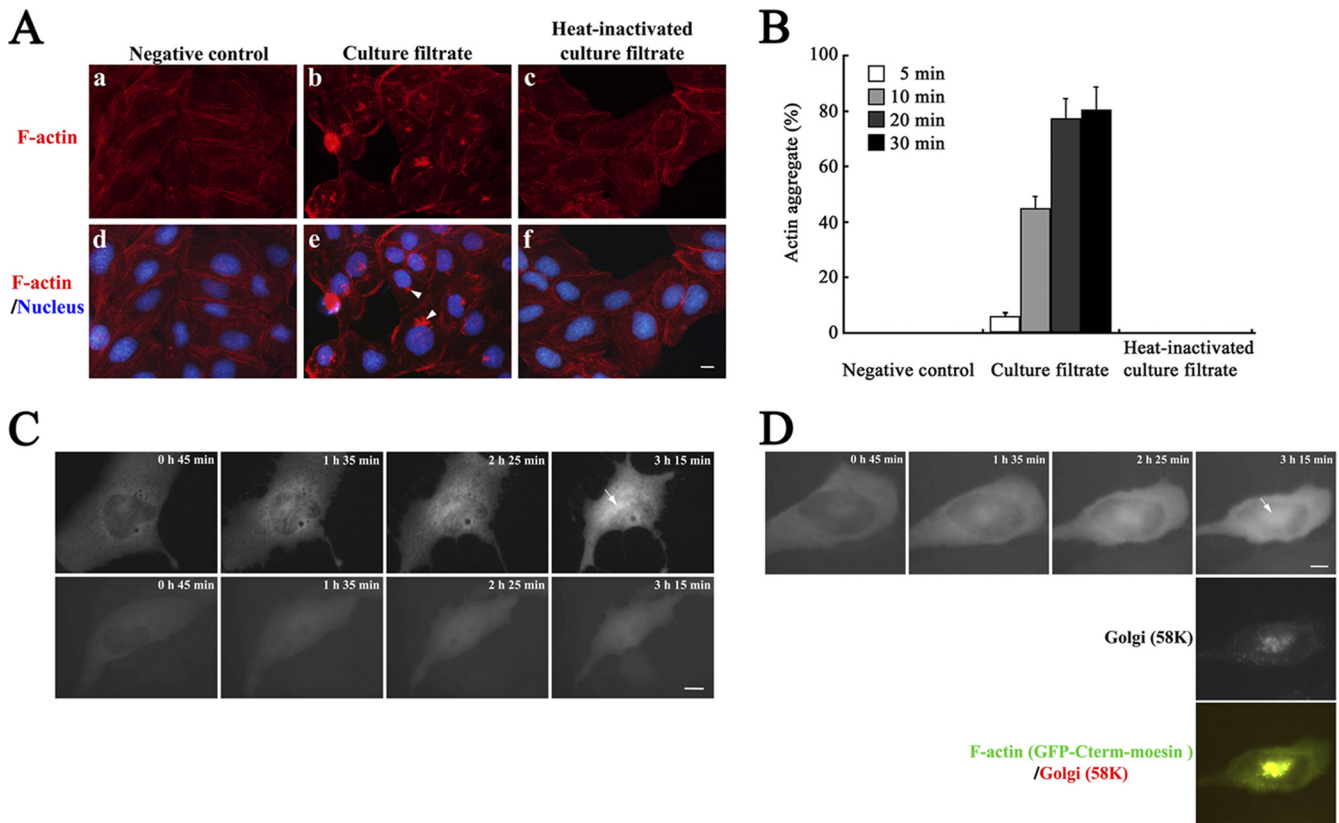 A
Negative control
Culture filtrate
Heat-inactivated
culture filtrate
a
b
c
F-actin
d
e
f
F-actin
/Nucleus
B
100
80
60
40
20
0
Actin aggregate (%)
5 min
10 min
20 min
30 min
Negative control
Culture filtrate
Heat-inactivated
culture filtrate
C
0 h 45 min
1 h 35 min
2 h 25 min
3 h 15 min
0 h 45 min
1 h 35 min
2 h 25 min
3 h 15 min
D
0 h 45 min
1 h 35 min
2 h 25 min
3 h 15 min
Golgi (58K)
F-actin (GFP-Cterm-moesin )
/Golgi (58K)